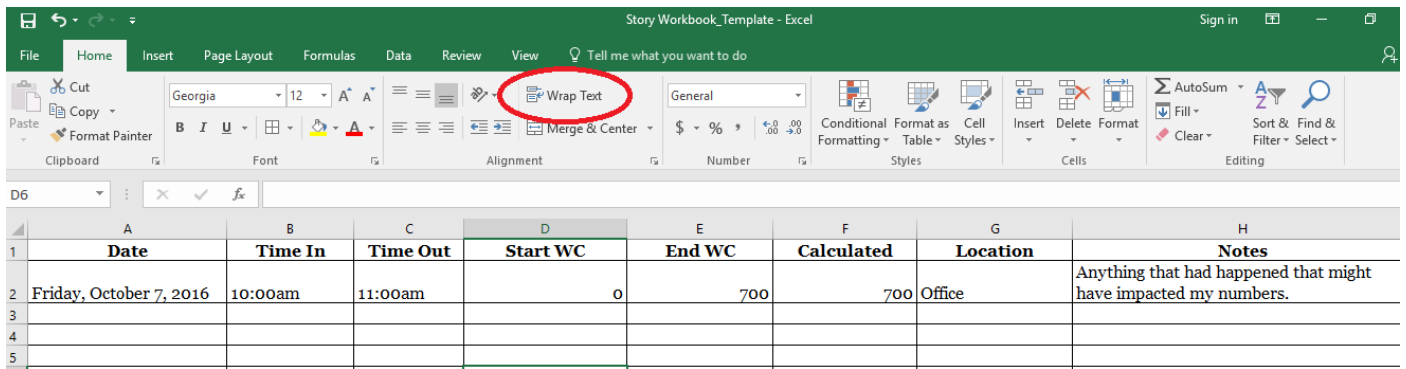 Story Workbook_Template - Excel
Sign in
File Home Insert Page Layout Formulas Data Review View Tell me what you want to do
Paste
Cut
Copy
Format Painter
Clipboard
Georgia 12 A A
B I U A
Font
Wrap Text
Merge & Center
Alignment
General
$ % , .0 .00 .00 .0
Number
Conditional Formatting
Format as Table
Cell Styles
Styles
Insert Delete Format
Cells
AutoSum
Fill
Clear
Sort & Filter
Find & Select
Editing
D6 fx
A B C D E F G H
1 Date Time In Time Out Start WC End WC Calculated Location Notes
2 Friday, October 7, 2016 10:00am 11:00am 0 700 700 Office Anything that had happened that might
have impacted my numbers.
3
4
5